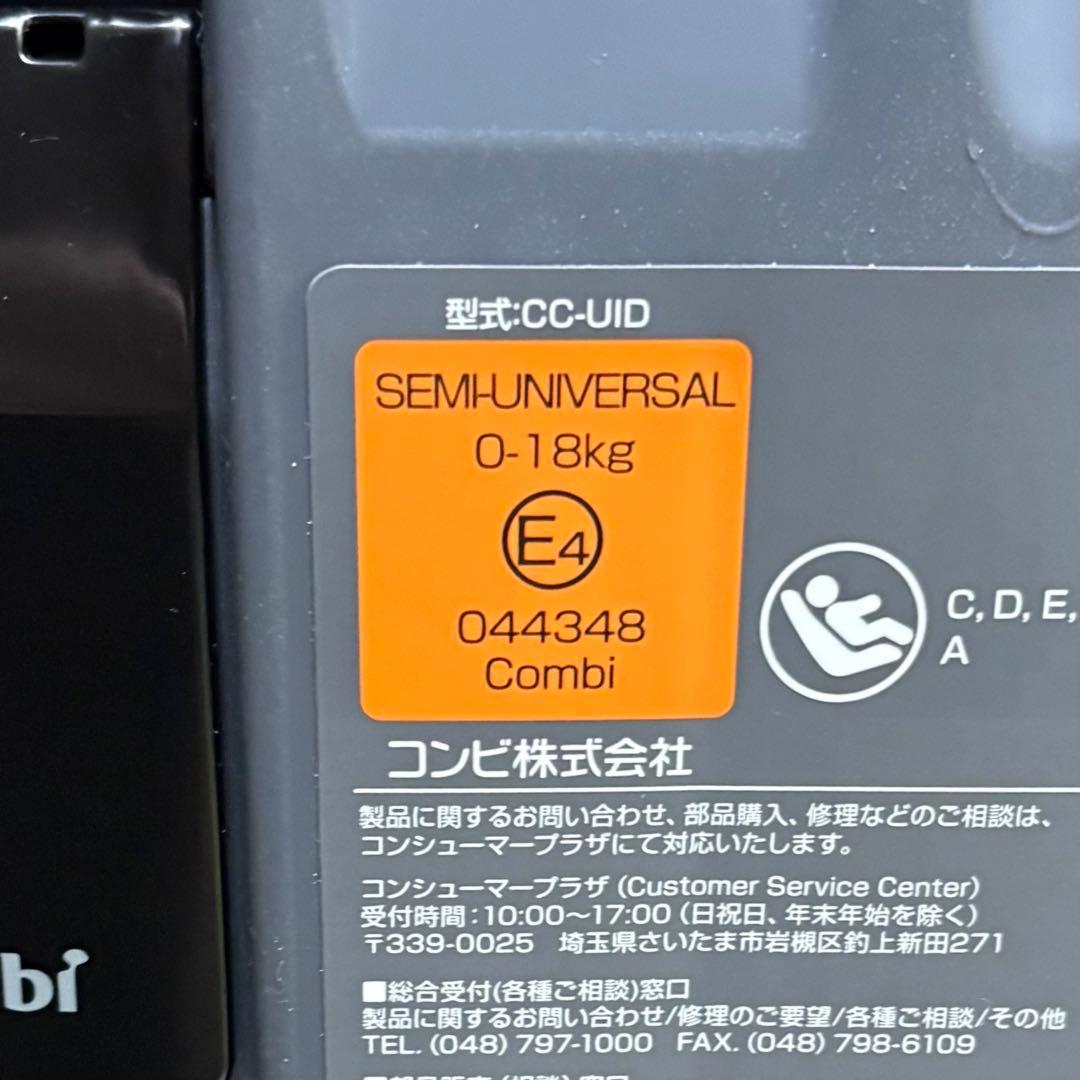 型式:CC-UID
SEMI-UNIVERSAL
0-18kg
E4
044348
Combi
C, D, E,
A
コンビ株式会社
製品に関するお問い合わせ、部品購入、修理などのご相談は、
コンシューマープラザにて対応いたします。
コンシューマープラザ (Customer Service Center)
受付時間：10:00～17:00 (日祝日、年末年始を除く)
〒339-0025 埼玉県さいたま市岩槻区釣上新田271
■総合受付(各種ご相談)窓口
製品に関するお問い合わせ/修理のご要望/各種ご相談/その他
TEL. (048) 797-1000 FAX. (048) 798-6109
bi